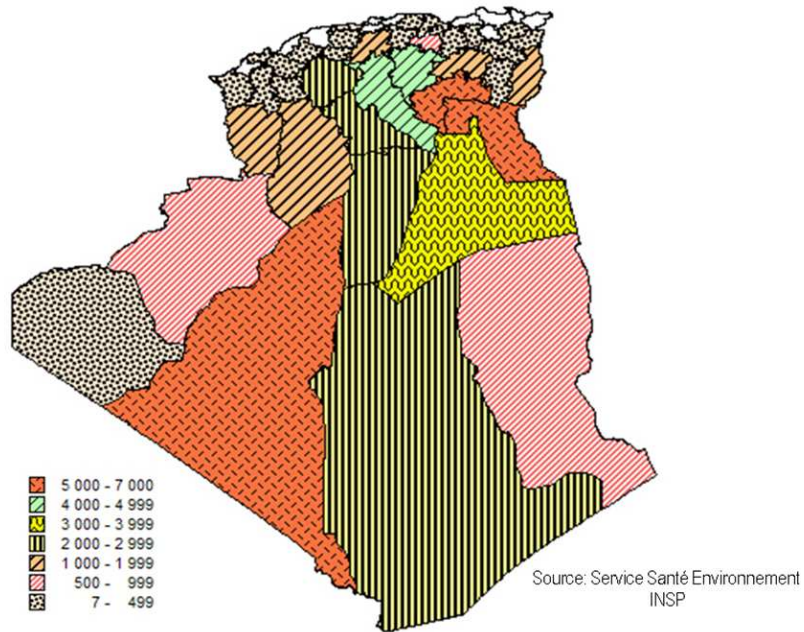 5 000 - 7 000
4 000 - 4 999
3 000 - 3 999
2 000 - 2 999
1 000 - 1 999
500 - 999
7 - 499
Source: Service Santé Environnement
INSP